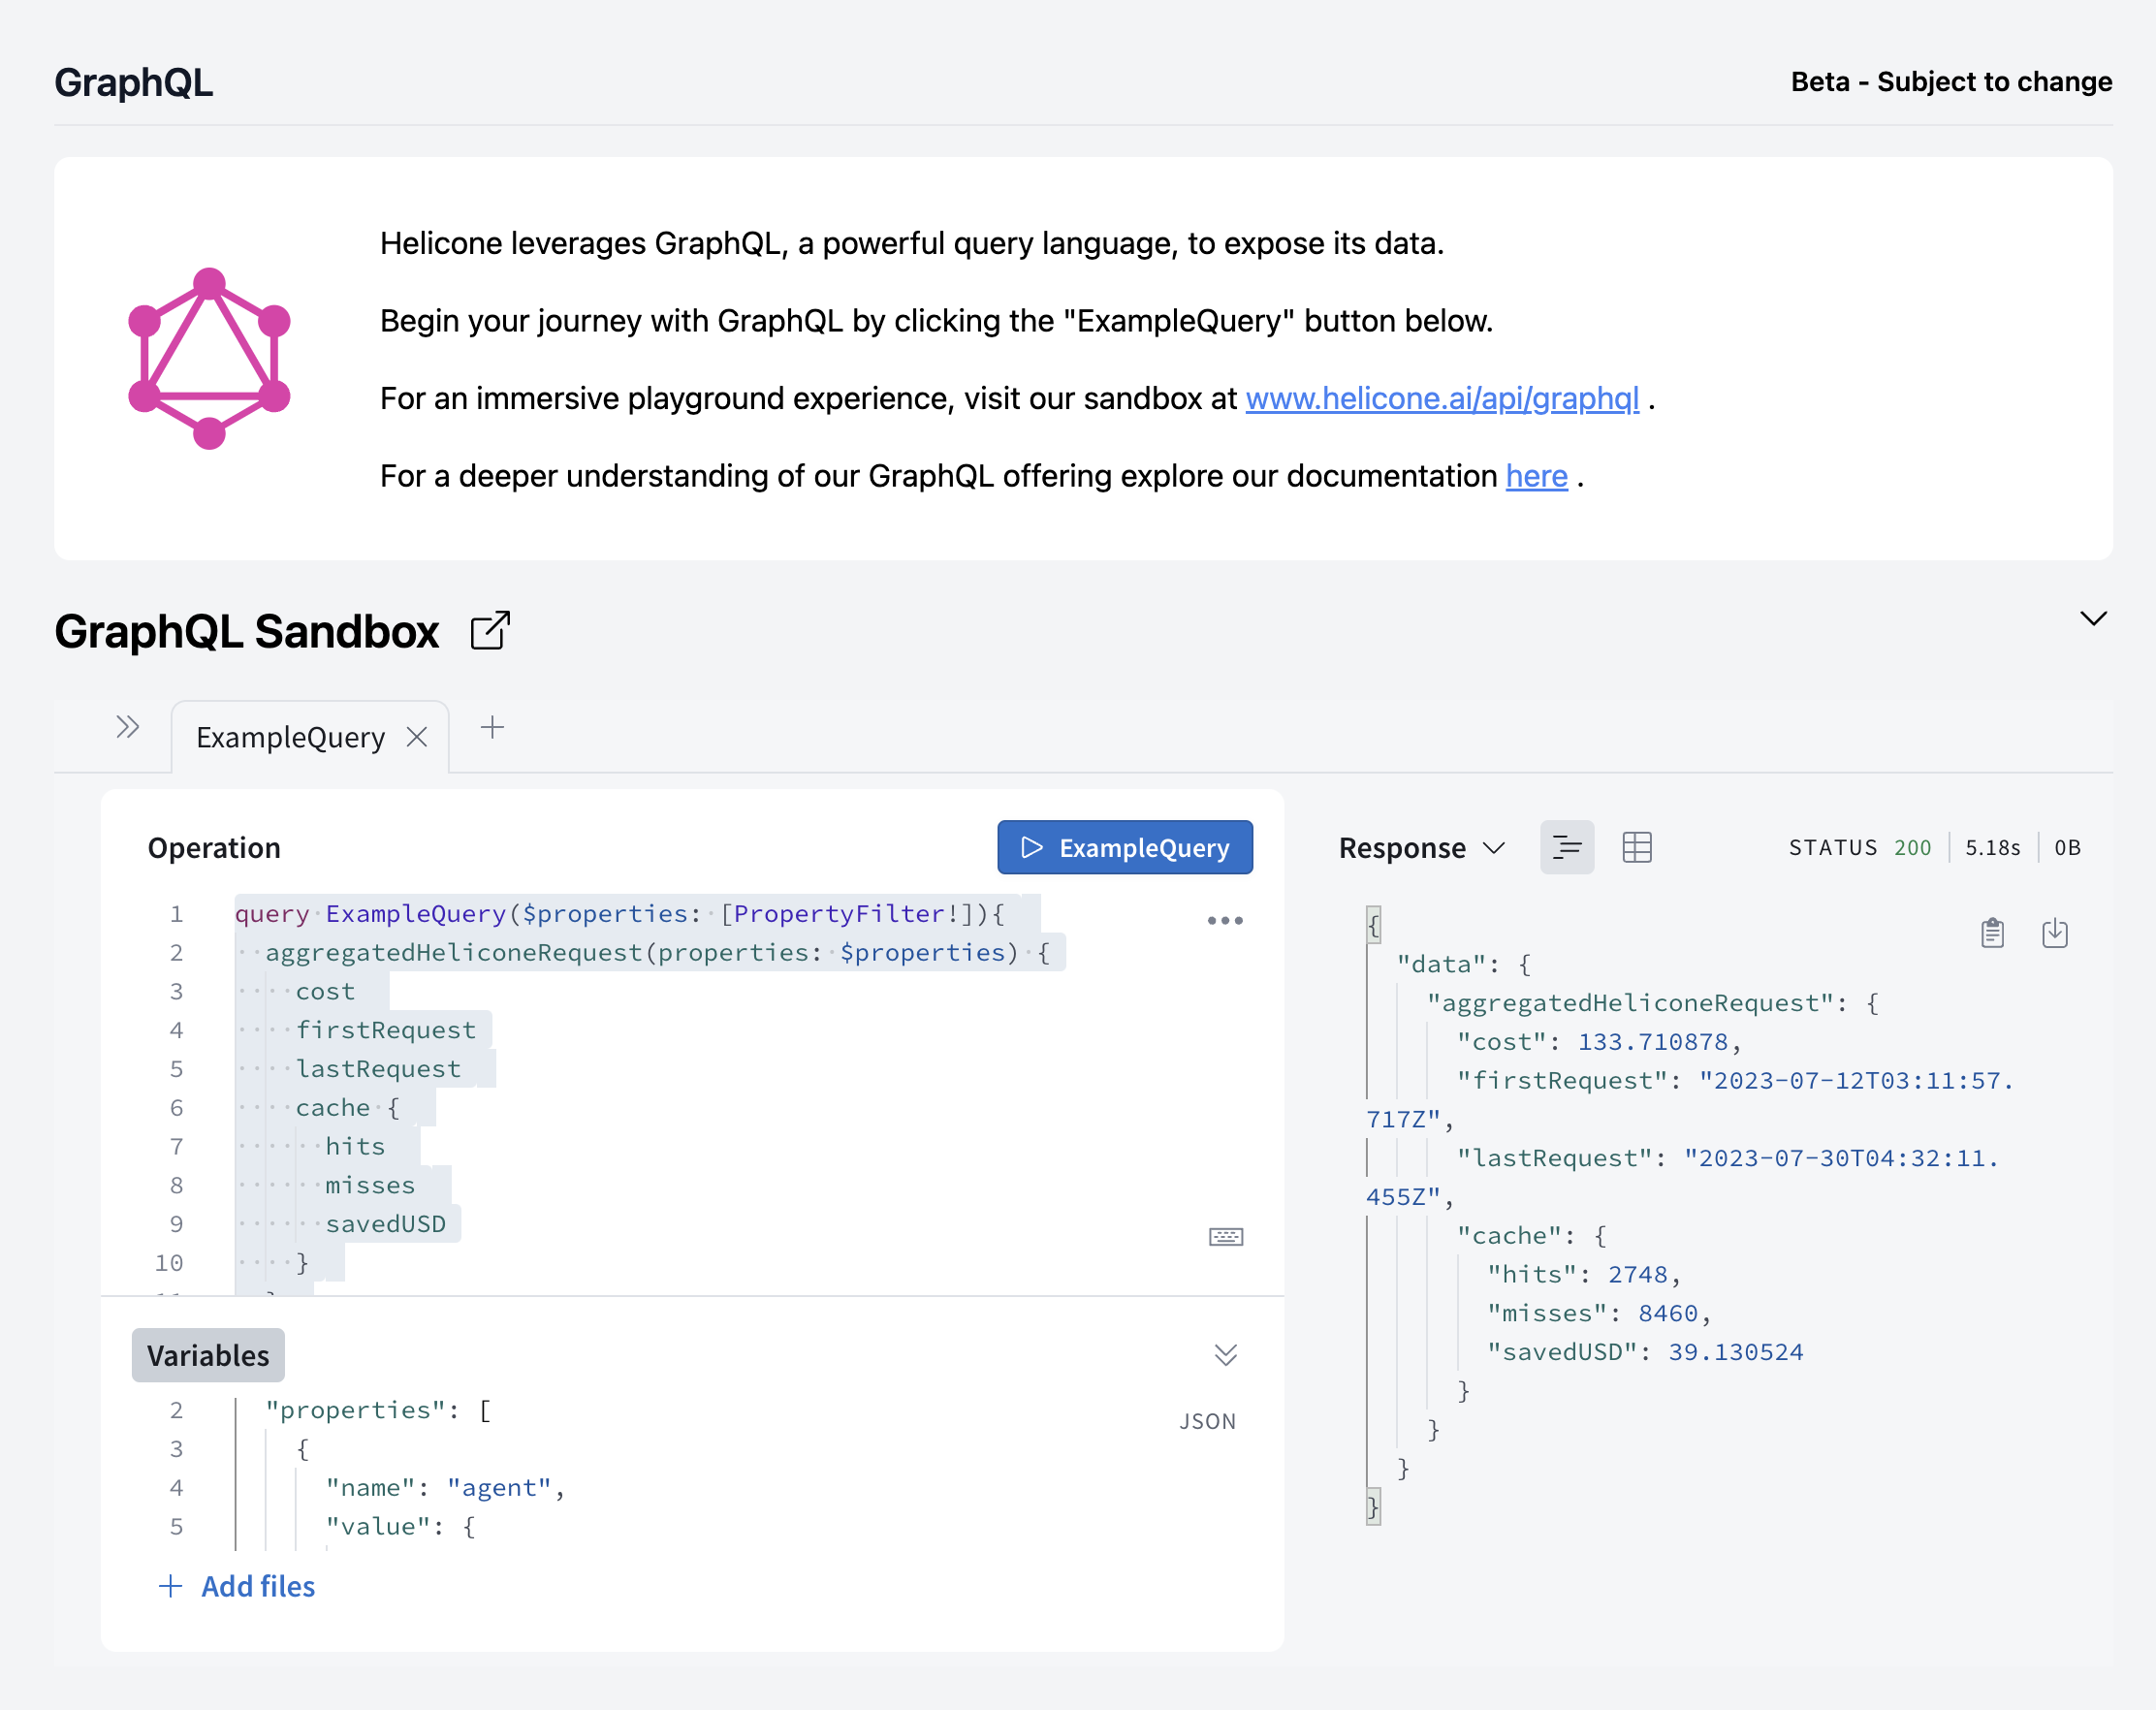 GraphQL
Beta - Subject to change
Helicone leverages GraphQL, a powerful query language, to expose its data.
Begin your journey with GraphQL by clicking the "ExampleQuery" button below.
For an immersive playground experience, visit our sandbox at www.helicone.ai/api/graphql .
For a deeper understanding of our GraphQL offering explore our documentation here .
GraphQL Sandbox
ExampleQuery
Operation
ExampleQuery
1 query ExampleQuery($properties: [PropertyFilter!]){
2   aggregatedHeliconeRequest(properties: $properties) {
3     cost
4     firstRequest
5     lastRequest
6     cache {
7       hits
8       misses
9       savedUSD
10     }
Variables
JSON
2   "properties": [
3     {
4       "name": "agent",
5       "value": {
Add files
Response
STATUS 200 5.18s 0B
{
  "data": {
    "aggregatedHeliconeRequest": {
      "cost": 133.710878,
      "firstRequest": "2023-07-12T03:11:57.
717Z",
      "lastRequest": "2023-07-30T04:32:11.
455Z",
      "cache": {
        "hits": 2748,
        "misses": 8460,
        "savedUSD": 39.130524
      }
    }
  }
}